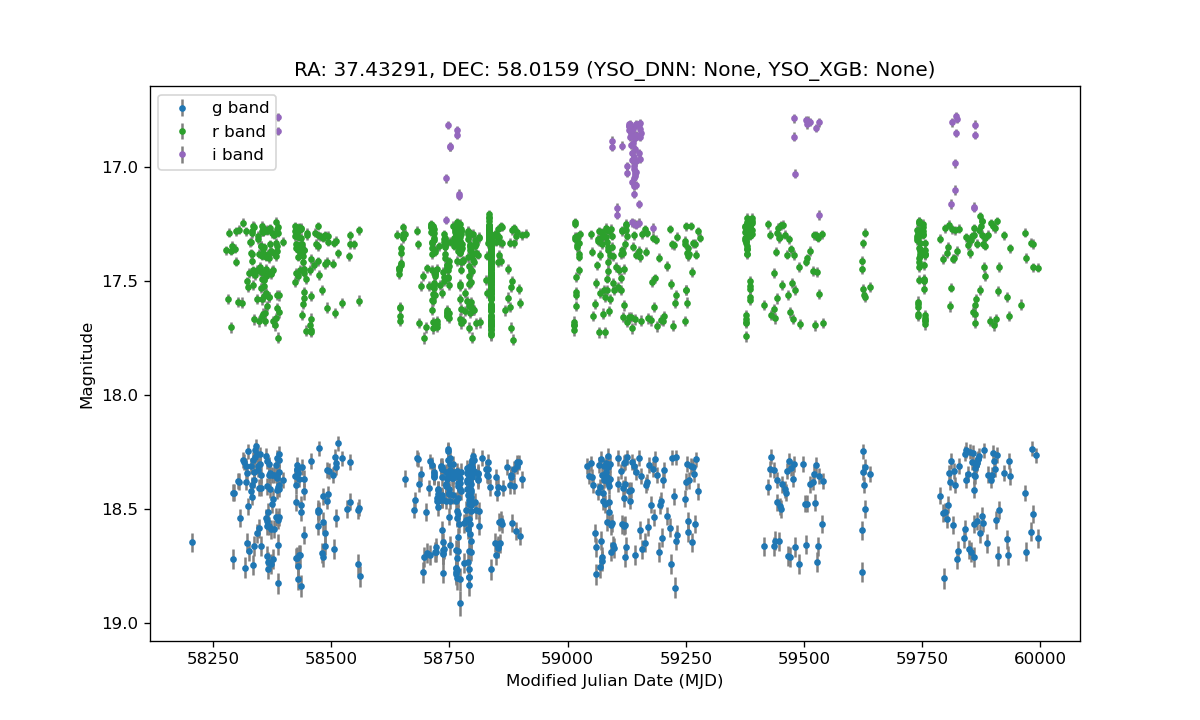 RA: 37.43291, DEC: 58.0159 (YSO_DNN: None, YSO_XGB: None)
g band
r band
i band
17.0
17.5
18.0
18.5
19.0
Magnitude
58250 58500 58750 59000 59250 59500 59750 60000
Modified Julian Date (MJD)